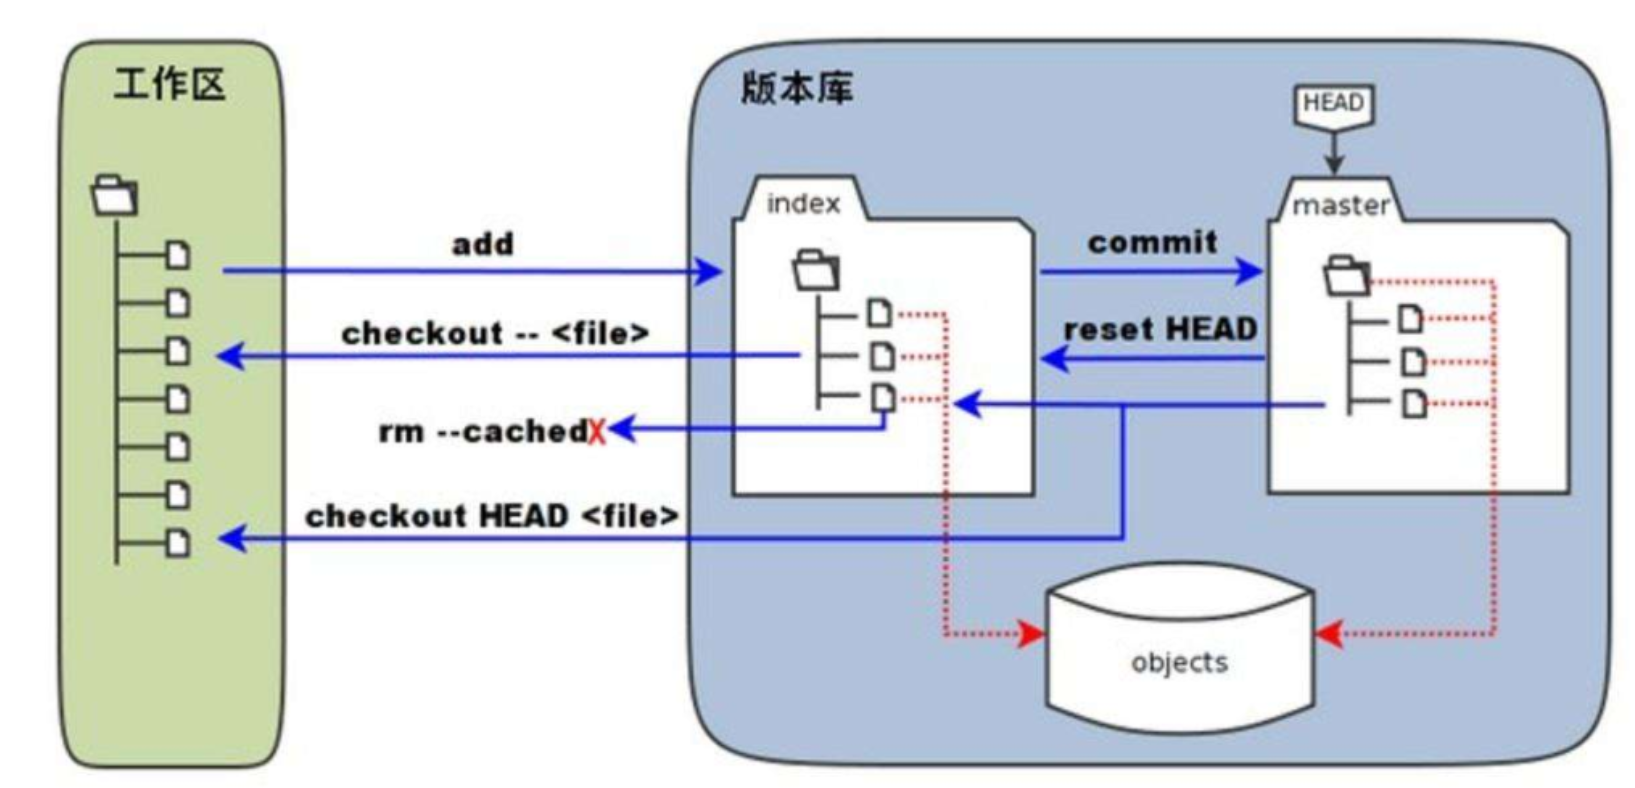 工作区
版本库
HEAD
index
master
add
commit
checkout -- <file>
reset HEAD
rm --cachedX
checkout HEAD <file>
objects